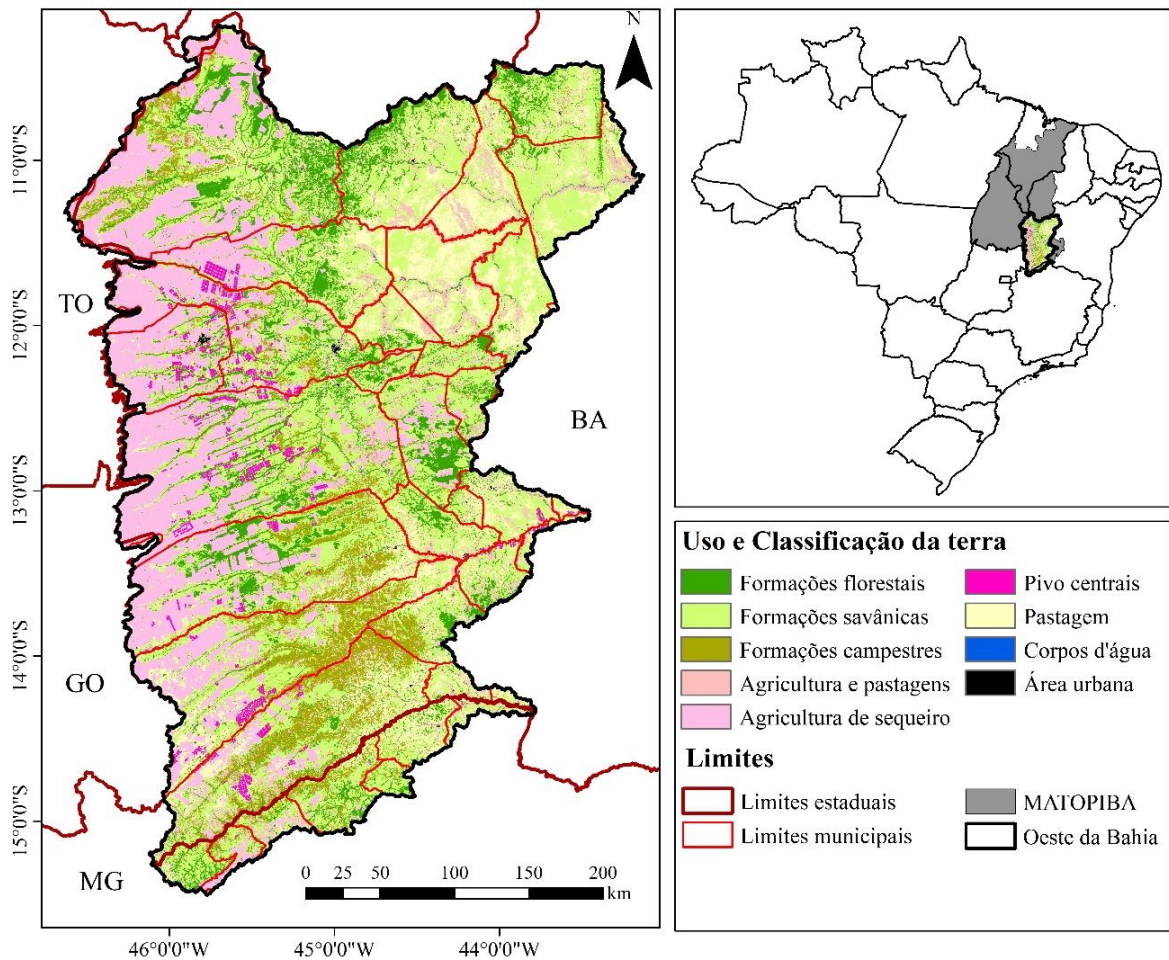 N
11°0'0"S
12°0'0"S
13°0'0"S
14°0'0"S
15°0'0"S
TO
BA
GO
MG
0 25 50 100 150 200
km
46°0'0"W
45°0'0"W
44°0'0"W
Uso e Classificação da terra
Formações florestais
Formações savânicas
Formações campestres
Agricultura e pastagens
Agricultura de sequeiro
Pivo centrais
Pastagem
Corpos d'água
Área urbana
Limites
Limites estaduais
Limites municipais
MATOPIBA
Oeste da Bahia